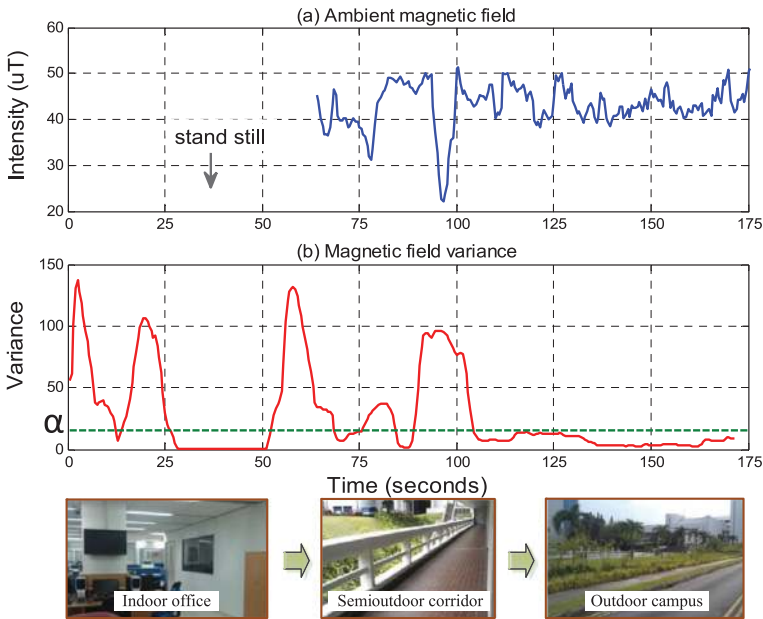 (a) Ambient magnetic field
Intensity (uT)
60
50
40
30
20
stand still
0 25 50 75 100 125 150 175
(b) Magnetic field variance
Variance
150
100
50
α
0
0 25 50 75 100 125 150 175
Time (seconds)
Indoor office
Semioutdoor corridor
Outdoor campus